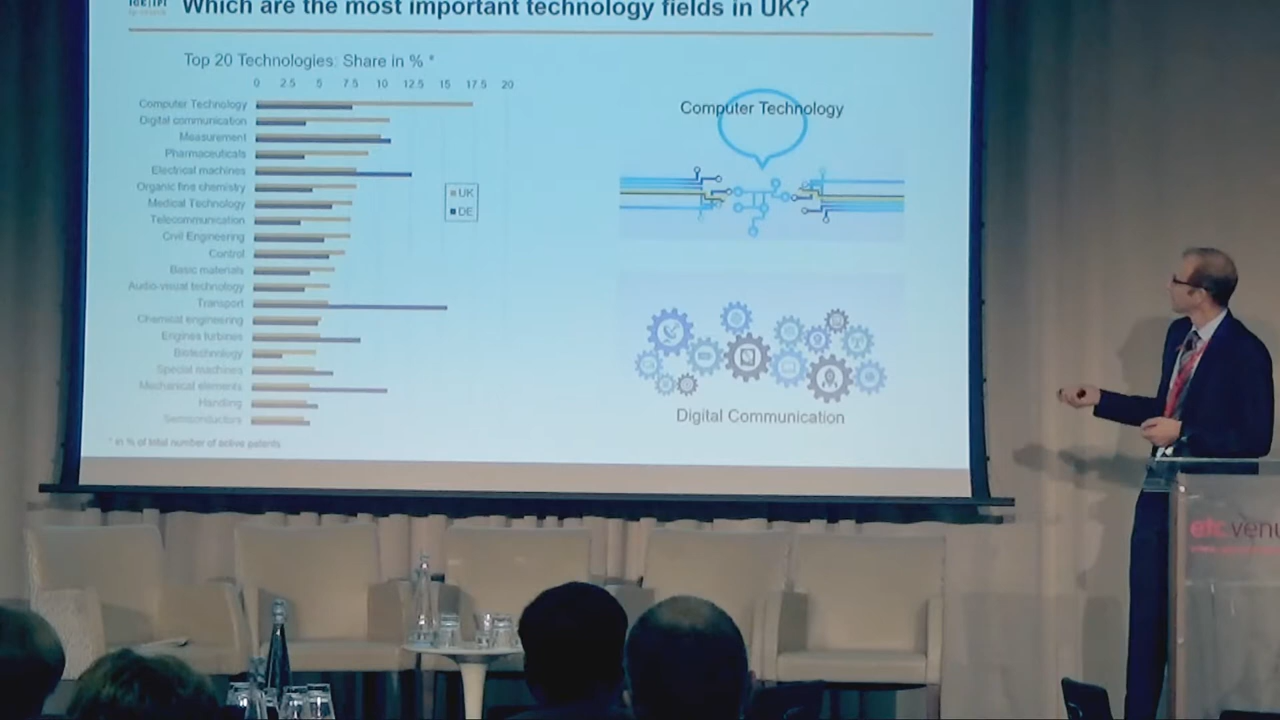 Which are the most important technology fields in UK?
Top 20 Technologies: Share in % *
0 2.5 5 7.5 10 12.5 15 17.5 20
Computer Technology
Digital communication
Measurement
Pharmaceuticals
Electrical machines
Organic fine chemistry
Medical Technology
Telecommunication
Civil Engineering
Control
Basic materials
Audio-visual technology
Transport
Chemical engineering
Engines turbines
Biotechnology
Special machines
Mechanical elements
Handling
Semiconductors
UK
DE
* in % of total number of active patents
Computer Technology
Digital Communication
etc.venu